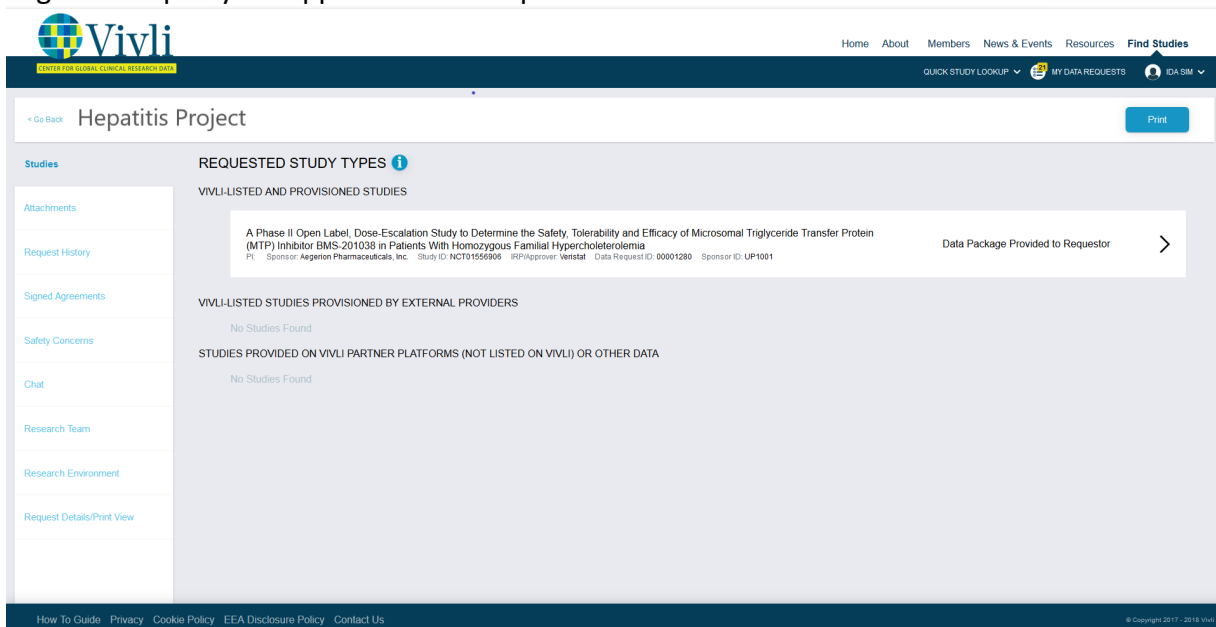 Vivli
CENTER FOR GLOBAL CLINICAL RESEARCH DATA
Home About Members News & Events Resources Find Studies
QUICK STUDY LOOKUP 21 MY DATA REQUESTS IDA SIM
< Go Back Hepatitis Project Print
Studies
Attachments
Request History
Signed Agreements
Safety Concerns
Chat
Research Team
Research Environment
Request Details/Print View
REQUESTED STUDY TYPES i
VIVLI-LISTED AND PROVISIONED STUDIES
A Phase II Open Label, Dose-Escalation Study to Determine the Safety, Tolerability and Efficacy of Microsomal Triglyceride Transfer Protein
(MTP) Inhibitor BMS-201038 in Patients With Homozygous Familial Hypercholeterolemia
PI: Sponsor: Aegerion Pharmaceuticals, Inc. Study ID: NCT01556906 IRP/Approver: Veristat Data Request ID: 00001280 Sponsor ID: UP1001
Data Package Provided to Requestor
VIVLI-LISTED STUDIES PROVISIONED BY EXTERNAL PROVIDERS
No Studies Found
STUDIES PROVIDED ON VIVLI PARTNER PLATFORMS (NOT LISTED ON VIVLI) OR OTHER DATA
No Studies Found
How To Guide Privacy Cookie Policy EEA Disclosure Policy Contact Us
© Copyright 2017 - 2018 Vivli